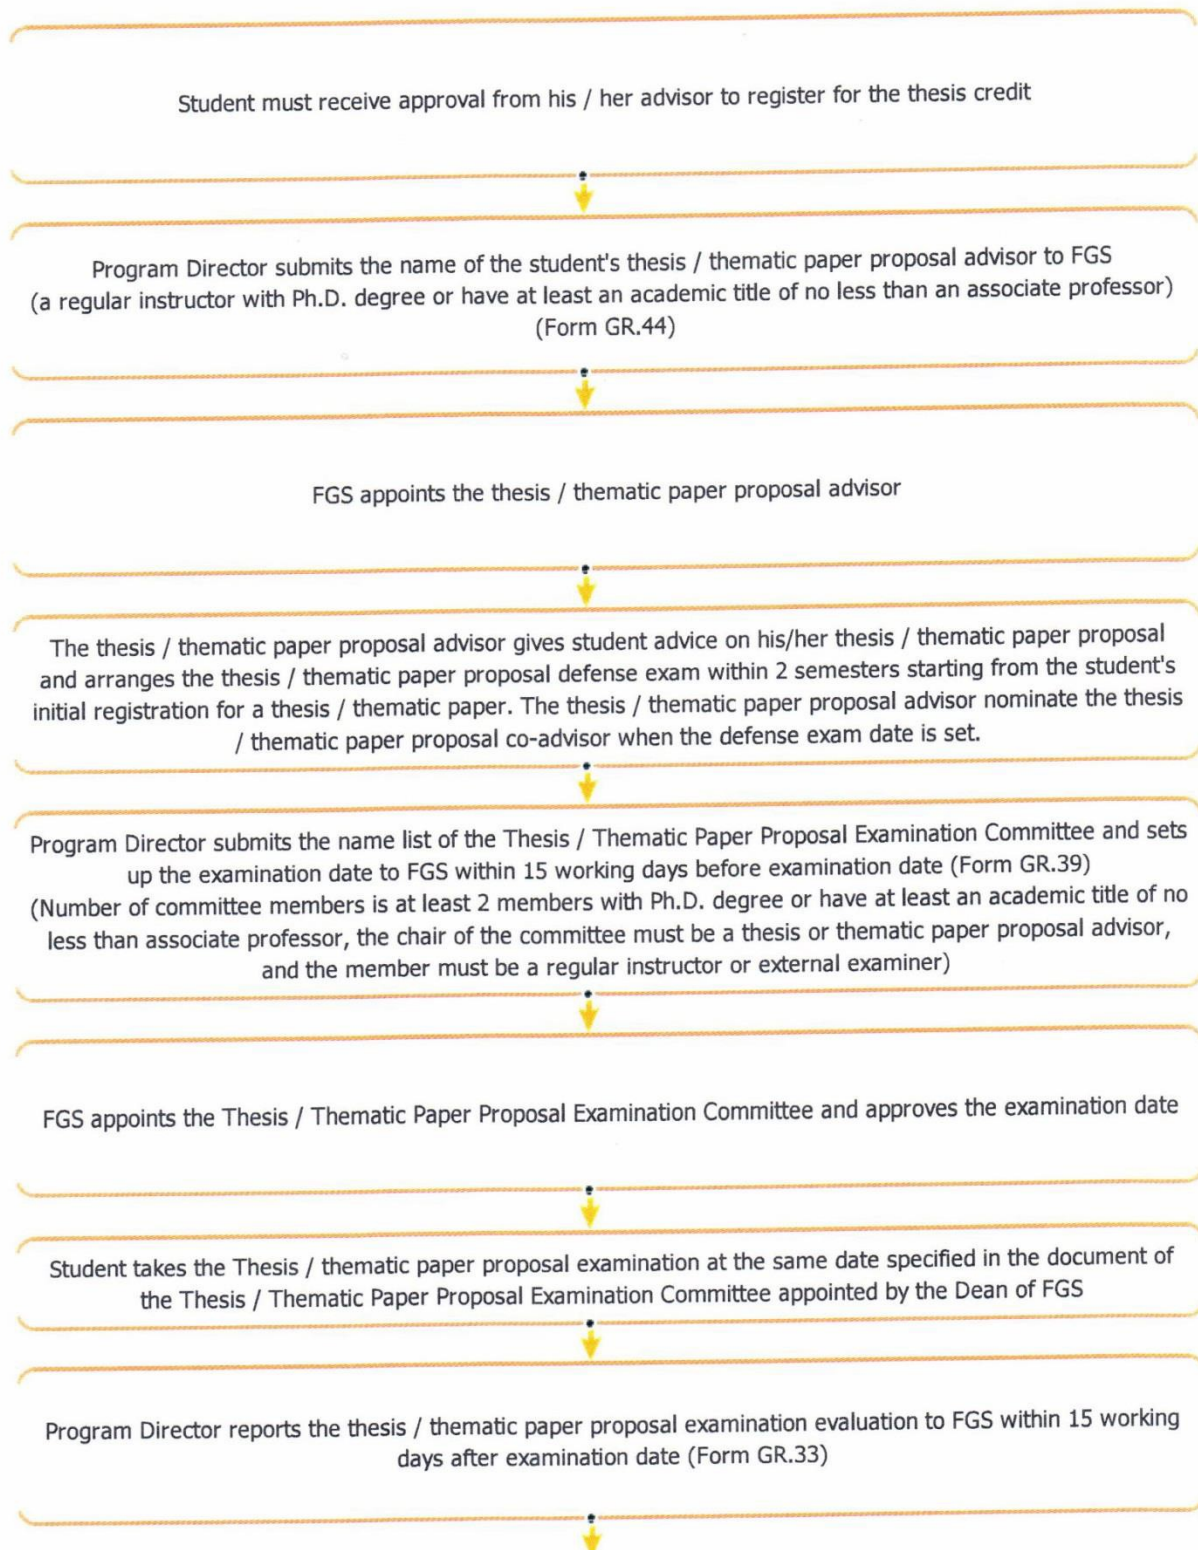 Student must receive approval from his / her advisor to register for the thesis credit
Program Director submits the name of the student's thesis / thematic paper proposal advisor to FGS
(a regular instructor with Ph.D. degree or have at least an academic title of no less than an associate professor)
(Form GR.44)
FGS appoints the thesis / thematic paper proposal advisor
The thesis / thematic paper proposal advisor gives student advice on his/her thesis / thematic paper proposal
and arranges the thesis / thematic paper proposal defense exam within 2 semesters starting from the student's
initial registration for a thesis / thematic paper. The thesis / thematic paper proposal advisor nominate the thesis
/ thematic paper proposal co-advisor when the defense exam date is set.
Program Director submits the name list of the Thesis / Thematic Paper Proposal Examination Committee and sets
up the examination date to FGS within 15 working days before examination date (Form GR.39)
(Number of committee members is at least 2 members with Ph.D. degree or have at least an academic title of no
less than associate professor, the chair of the committee must be a thesis or thematic paper proposal advisor,
and the member must be a regular instructor or external examiner)
FGS appoints the Thesis / Thematic Paper Proposal Examination Committee and approves the examination date
Student takes the Thesis / thematic paper proposal examination at the same date specified in the document of
the Thesis / Thematic Paper Proposal Examination Committee appointed by the Dean of FGS
Program Director reports the thesis / thematic paper proposal examination evaluation to FGS within 15 working
days after examination date (Form GR.33)